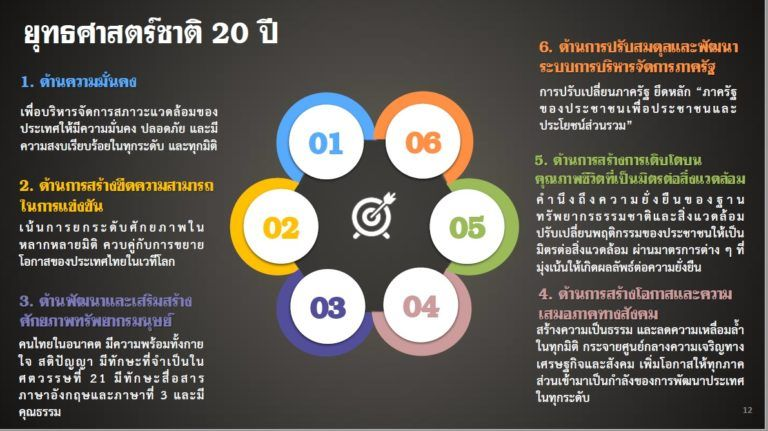 ยุทธศาสตร์ชาติ 20 ปี
1. ด้านความมั่นคง
เพื่อบริหารจัดการสภาวะแวดล้อมของ
ประเทศให้มีความมั่นคง ปลอดภัย และมี
ความสงบเรียบร้อยในทุกระดับ และทุกมิติ
2. ด้านการสร้างขีดความสามารถ
ในการแข่งขัน
เน้นการยกระดับศักยภาพใน
หลากหลายมิติ ควบคู่กับการขยาย
โอกาสของประเทศไทยในเวทีโลก
3. ด้านพัฒนาและเสริมสร้าง
ศักยภาพทรัพยากรมนุษย์
คนไทยในอนาคต มีความพร้อมทั้งกาย
ใจ สติปัญญา มีทักษะที่จำเป็นใน
ศตวรรษที่ 21 มีทักษะสื่อสาร
ภาษาอังกฤษและภาษาที่ 3 และมี
คุณธรรม
01
06
02
05
03
04
6. ด้านการปรับสมดุลและพัฒนา
ระบบการบริหารจัดการภาครัฐ
การปรับเปลี่ยนภาครัฐ ยึดหลัก “ภาครัฐ
ของประชาชนเพื่อประชาชนและ
ประโยชน์ส่วนรวม”
5. ด้านการสร้างการเติบโตบน
คุณภาพชีวิตที่เป็นมิตรต่อสิ่งแวดล้อม
คำนึงถึงความยั่งยืนของฐาน
ทรัพยากรธรรมชาติและสิ่งแวดล้อม
ปรับเปลี่ยนพฤติกรรมของประชาชนให้เป็น
มิตรต่อสิ่งแวดล้อม ผ่านมาตรการต่าง ๆ ที่
มุ่งเน้นให้เกิดผลลัพธ์ต่อความยั่งยืน
4. ด้านการสร้างโอกาสและความ
เสมอภาคทางสังคม
สร้างความเป็นธรรม และลดความเหลื่อมล้ำ
ในทุกมิติ กระจายศูนย์กลางความเจริญทาง
เศรษฐกิจและสังคม เพิ่มโอกาสให้ทุกภาค
ส่วนเข้ามาเป็นกำลังของการพัฒนาประเทศ
ในทุกระดับ
12